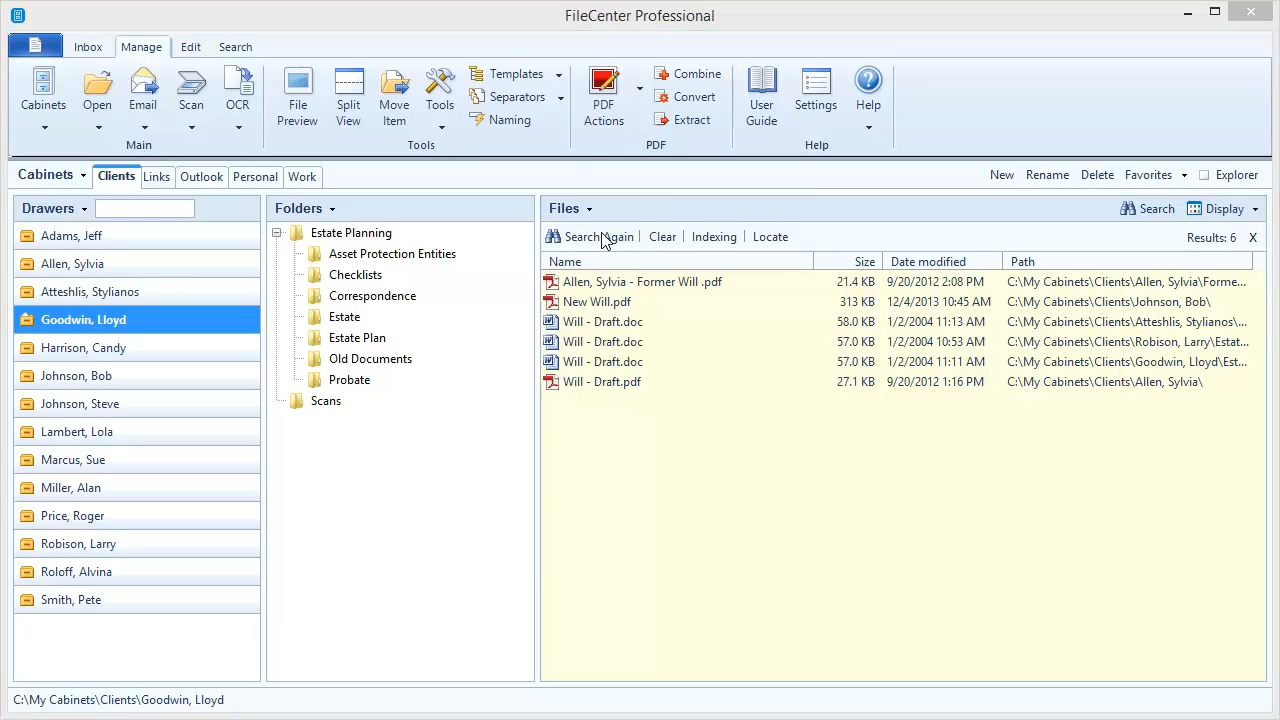 FileCenter Professional
Inbox Manage Edit Search
Cabinets Open Email Scan OCR
File Preview Split View Move Item Tools
Templates
Separators
Naming
PDF Actions
Combine
Convert
Extract
User Guide Settings Help
Main Tools PDF Help
Cabinets Clients Links Outlook Personal Work New Rename Delete Favorites Explorer
Drawers
Adams, Jeff
Allen, Sylvia
Atteshlis, Stylianos
Goodwin, Lloyd
Harrison, Candy
Johnson, Bob
Johnson, Steve
Lambert, Lola
Marcus, Sue
Miller, Alan
Price, Roger
Robison, Larry
Roloff, Alvina
Smith, Pete
Folders
Estate Planning
Asset Protection Entities
Checklists
Correspondence
Estate
Estate Plan
Old Documents
Probate
Scans
Files Search Display
Search Again Clear Indexing Locate Results: 6 X
Name Size Date modified Path
Allen, Sylvia - Former Will .pdf 21.4 KB 9/20/2012 2:08 PM C:\My Cabinets\Clients\Allen, Sylvia\Forme...
New Will.pdf 313 KB 12/4/2013 10:45 AM C:\My Cabinets\Clients\Johnson, Bob\
Will - Draft.doc 58.0 KB 1/2/2004 11:13 AM C:\My Cabinets\Clients\Atteshlis, Stylianos\...
Will - Draft.doc 57.0 KB 1/2/2004 10:53 AM C:\My Cabinets\Clients\Robison, Larry\Estat...
Will - Draft.doc 57.0 KB 1/2/2004 11:11 AM C:\My Cabinets\Clients\Goodwin, Lloyd\Est...
Will - Draft.pdf 27.1 KB 9/20/2012 1:16 PM C:\My Cabinets\Clients\Allen, Sylvia\
C:\My Cabinets\Clients\Goodwin, Lloyd